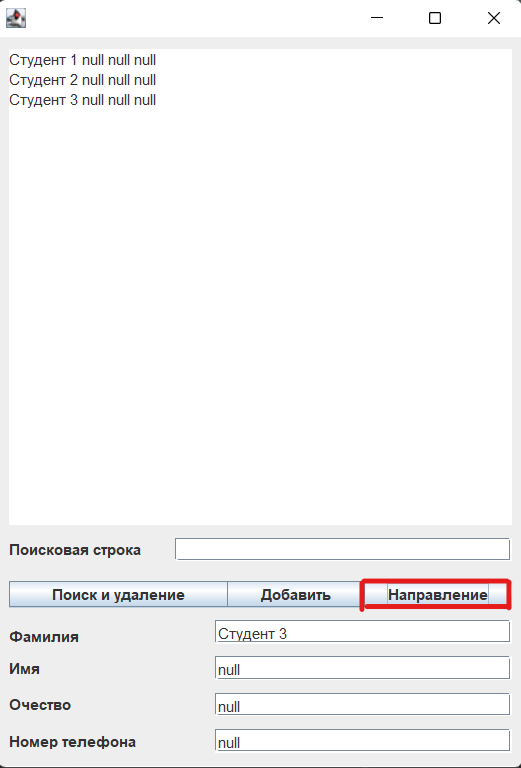 Студент 1 null null null
Студент 2 null null null
Студент 3 null null null
Поисковая строка
Поиск и удаление Добавить Направление
Фамилия Студент 3
Имя null
Очество null
Номер телефона null